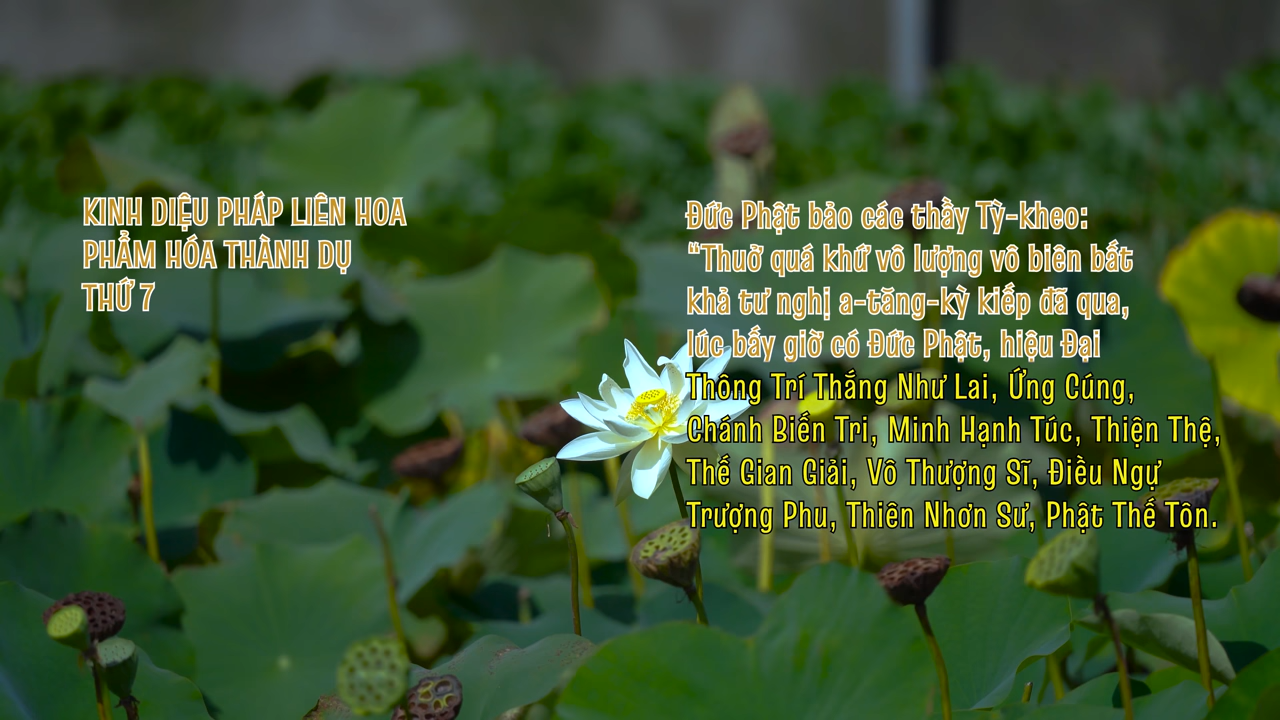 KINH DIỆU PHÁP LIÊN HOA
PHẨM HÓA THÀNH DỤ
THỨ 7
Đức Phật bảo các thầy Tỳ-kheo:
“Thuở quá khứ vô lượng vô biên bất
khả tư nghị a-tăng-kỳ kiếp đã qua,
lúc bấy giờ có Đức Phật, hiệu Đại
Thông Trí Thắng Như Lai, Ứng Cúng,
Chánh Biến Tri, Minh Hạnh Túc, Thiện Thệ,
Thế Gian Giải, Vô Thượng Sĩ, Điều Ngự
Trượng Phu, Thiên Nhơn Sư, Phật Thế Tôn.